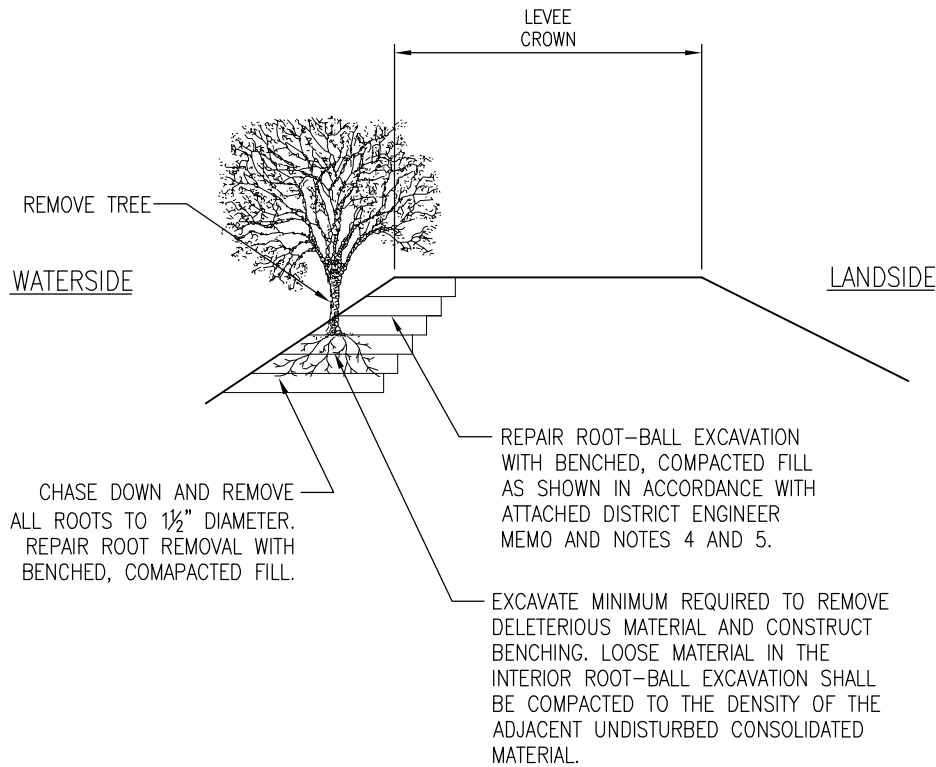 LEVEE
CROWN
REMOVE TREE
WATERSIDE
LANDSIDE
REPAIR ROOT-BALL EXCAVATION
WITH BENCHED, COMPACTED FILL
AS SHOWN IN ACCORDANCE WITH
ATTACHED DISTRICT ENGINEER
MEMO AND NOTES 4 AND 5.
CHASE DOWN AND REMOVE
ALL ROOTS TO 1½" DIAMETER.
REPAIR ROOT REMOVAL WITH
BENCHED, COMAPACTED FILL.
EXCAVATE MINIMUM REQUIRED TO REMOVE
DELETERIOUS MATERIAL AND CONSTRUCT
BENCHING. LOOSE MATERIAL IN THE
INTERIOR ROOT-BALL EXCAVATION SHALL
BE COMPACTED TO THE DENSITY OF THE
ADJACENT UNDISTURBED CONSOLIDATED
MATERIAL.